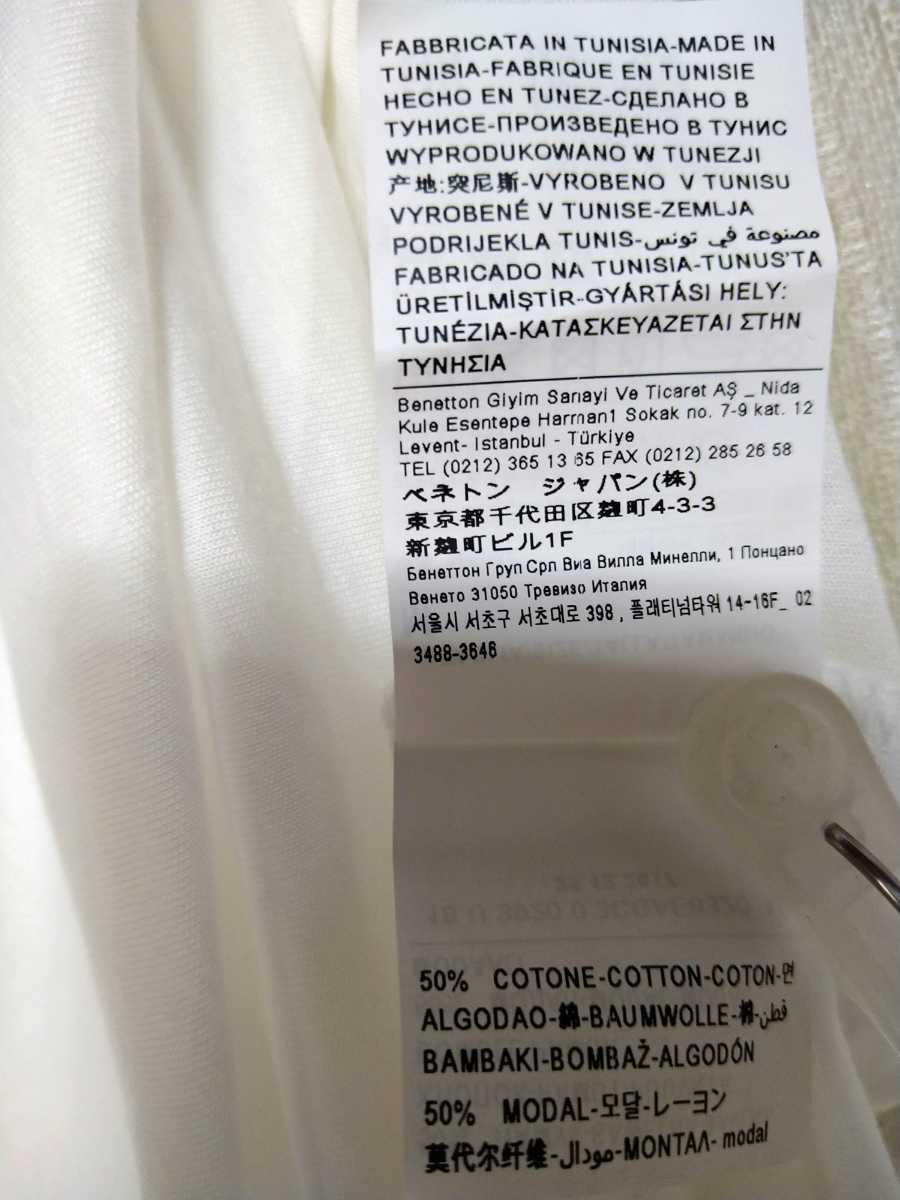 FABBRICATA IN TUNISIA-MADE IN
TUNISIA-FABRIQUE EN TUNISIE
HECHO EN TUNEZ-СДЕЛАНО В
ТУНИСЕ-ПРОИЗВЕДЕНО В ТУНИС
WYPRODUKOWANO W TUNEZJI
产地:突尼斯-VYROBENO V TUNISU
VYROBENÉ V TUNISE-ZEMLJA
PODRIJEKLA TUNIS-مصنوعة في تونس
FABRICADO NA TUNISIA-TUNUS'TA
ÜRETİLMİŞTİR-GYÁRTÁSI HELY:
TUNÉZIA-ΚΑΤΑΣΚΕΥΑΖΕΤΑΙ ΣΤΗΝ
ΤΥΝΗΣΙΑ
Benetton Giyim Sanayi Ve Ticaret AŞ _ Nida
Kule Esentepe Harman1 Sokak no. 7-9 kat. 12
Levent- Istanbul - Türkiye
TEL (0212) 365 13 65 FAX (0212) 285 26 58
ベネトン ジャパン(株)
東京都千代田区麹町4-3-3
新麹町ビル1F
Бенеттон Груп Срл Виа Вилла Минелли, 1 Понцано
Венето 31050 Тревизо Италия
서울시 서초구 서초대로 398 , 플래티넘타워 14-16F_ 02
3488-3646
50% COTONE-COTTON-COTON-면
ALGODAO-綿-BAUMWOLLE-棉-قطن
BAMBAKI-BOMBAŽ-ALGODÓN
50% MODAL-모달-レーヨン
莫代尔纤维-مودال-ΜΟΝΤΑΛ- modal